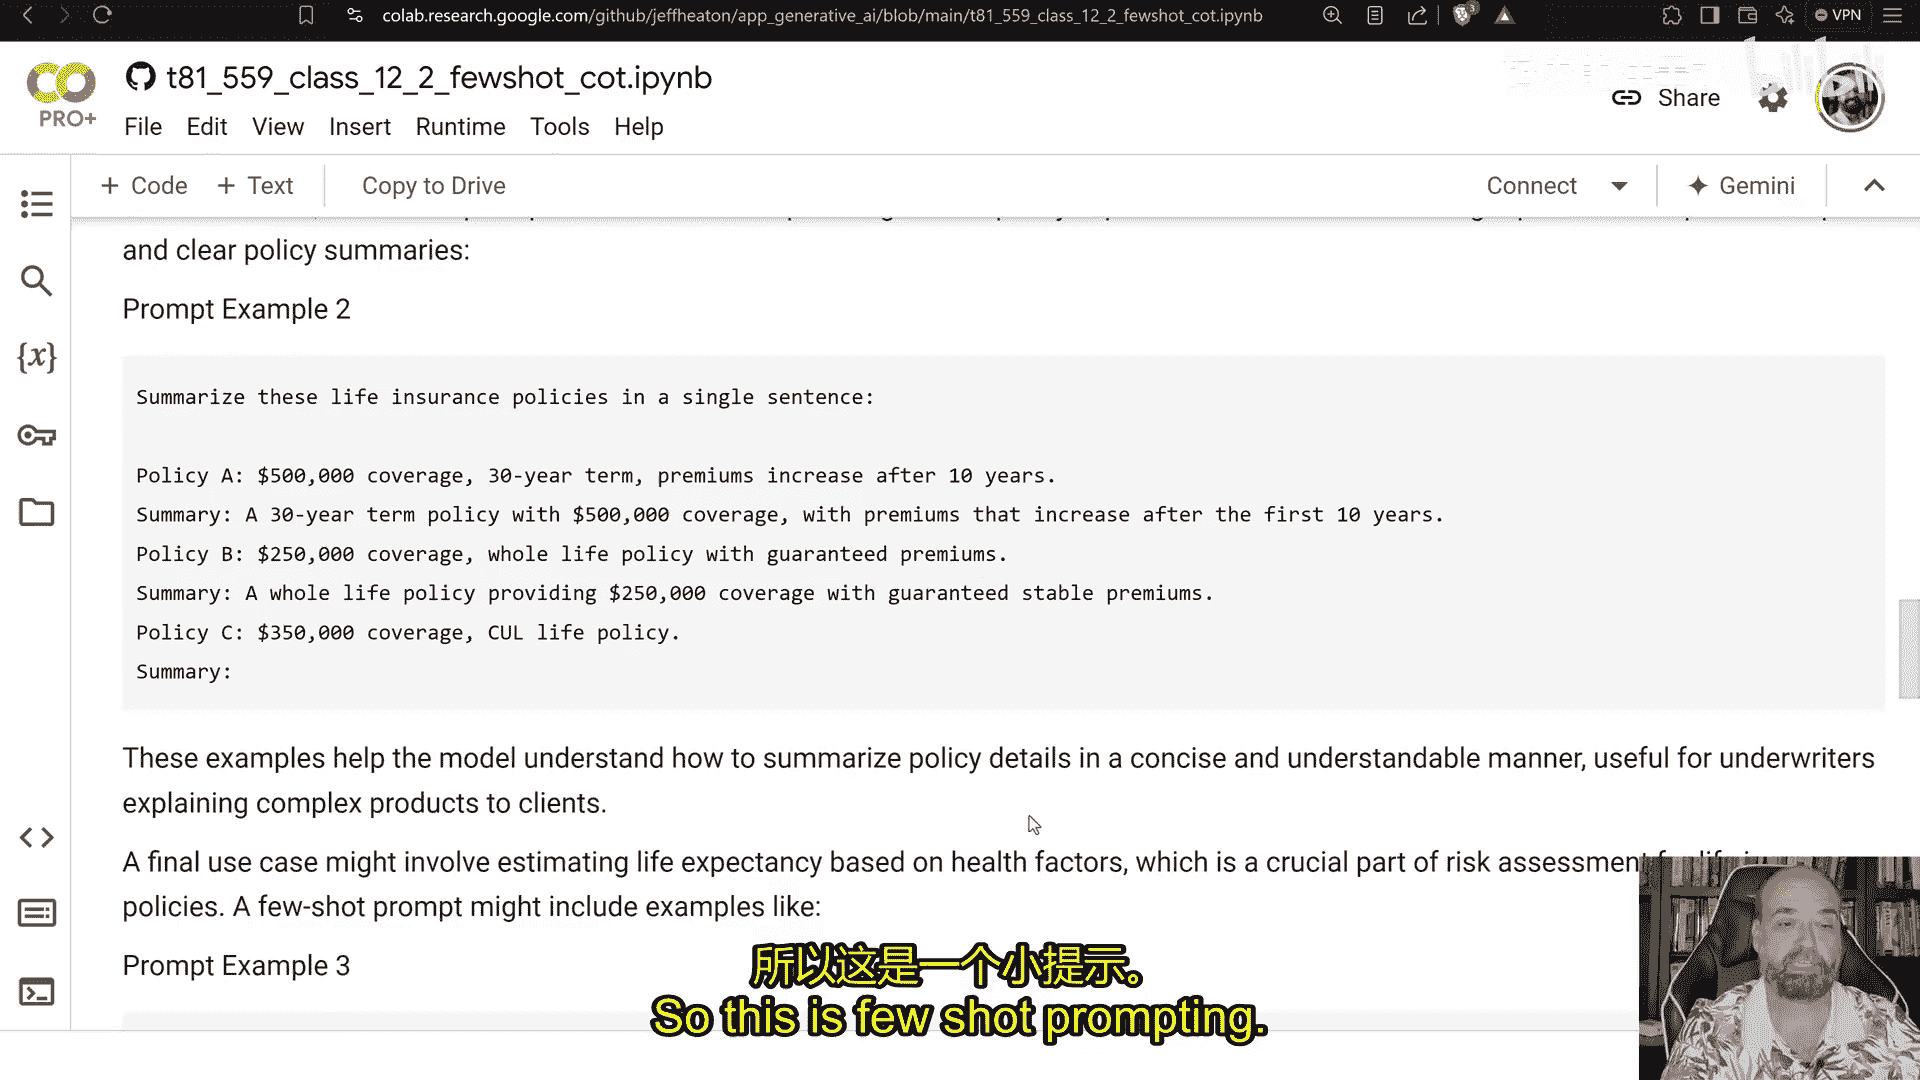 colab.research.google.com/github/jeffheaton/app_generative_ai/blob/main/t81_559_class_12_2_fewshot_cot.ipynb
3
VPN
t81_559_class_12_2_fewshot_cot.ipynb
bilibili
PRO+
File Edit View Insert Runtime Tools Help
Share
+ Code + Text Copy to Drive
Connect Gemini
and clear policy summaries:
Prompt Example 2
{x}
Summarize these life insurance policies in a single sentence:
Policy A: $500,000 coverage, 30-year term, premiums increase after 10 years.
Summary: A 30-year term policy with $500,000 coverage, with premiums that increase after the first 10 years.
Policy B: $250,000 coverage, whole life policy with guaranteed premiums.
Summary: A whole life policy providing $250,000 coverage with guaranteed stable premiums.
Policy C: $350,000 coverage, CUL life policy.
Summary:
These examples help the model understand how to summarize policy details in a concise and understandable manner, useful for underwriters
explaining complex products to clients.
A final use case might involve estimating life expectancy based on health factors, which is a crucial part of risk assessment
policies. A few-shot prompt might include examples like:
Prompt Example 3
所以这是一个小提示。
So this is few shot prompting.